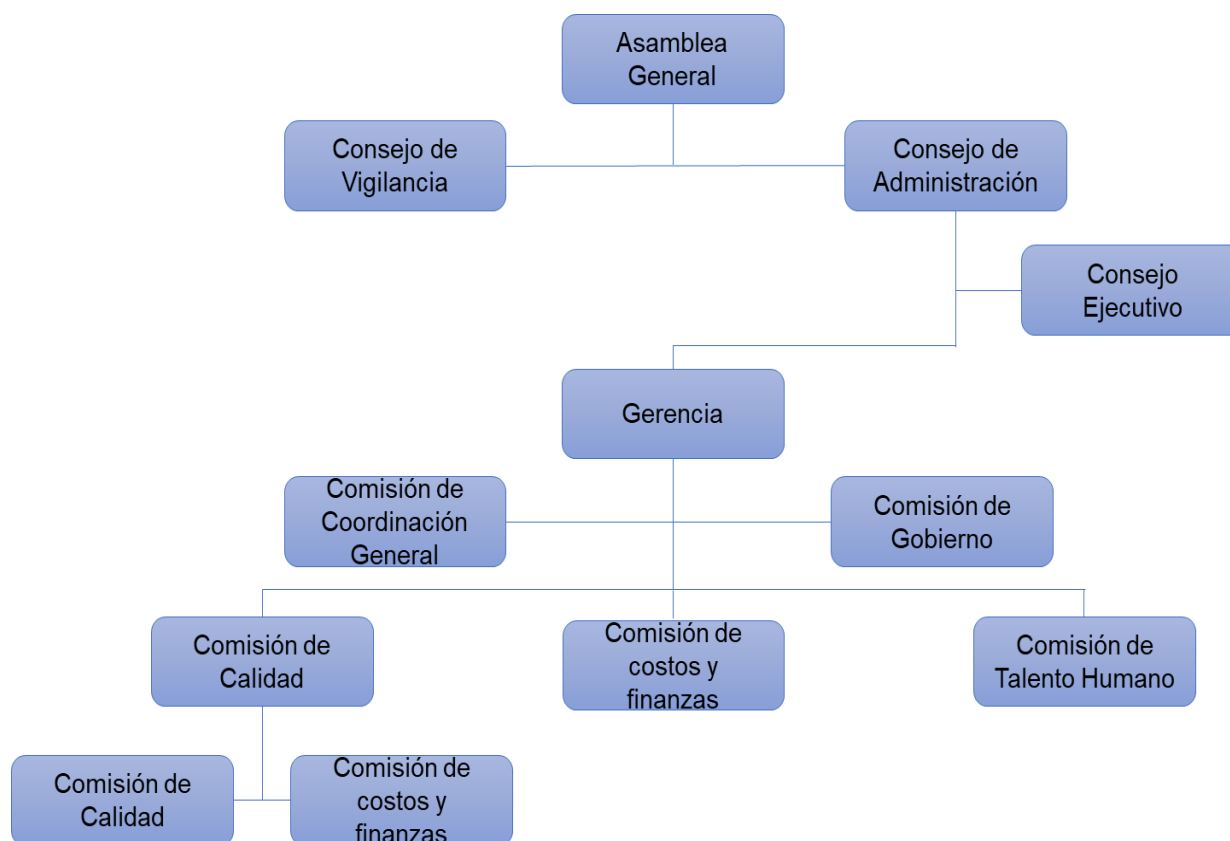 Asamblea
General
Consejo de
Vigilancia
Consejo de
Administración
Consejo
Ejecutivo
Gerencia
Comisión de
Coordinación
General
Comisión de
Gobierno
Comisión de
Calidad
Comisión de
costos y
finanzas
Comisión de
Talento Humano
Comisión de
Calidad
Comisión de
costos y
finanzas